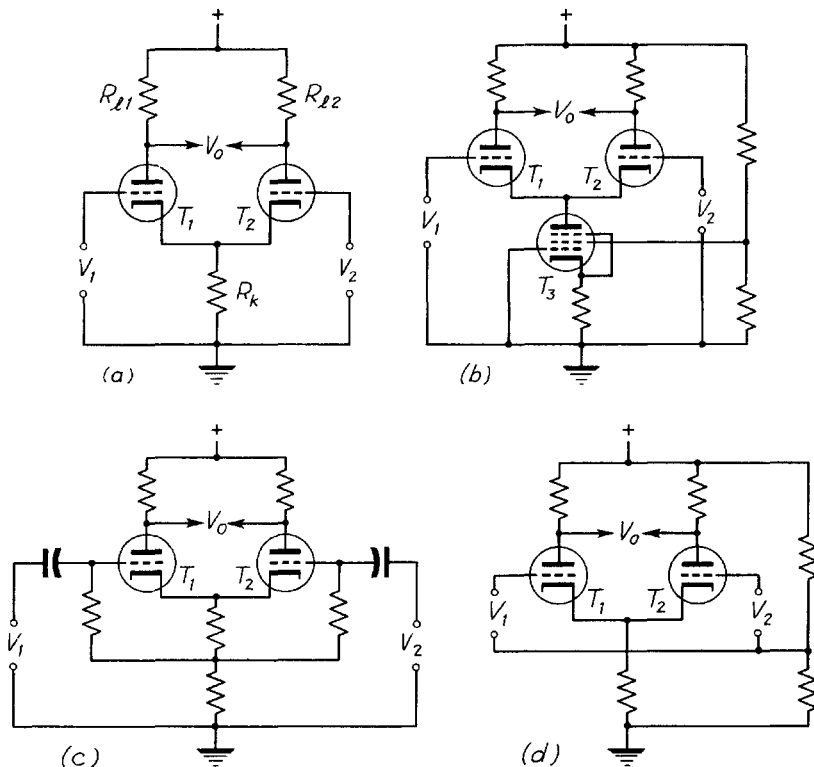 +
R_ℓ1 R_ℓ2
V_o
T_1 T_2
V_1 V_2
R_k
(a)
+
V_o
T_1 T_2
V_1 V_2
T_3
(b)
+
V_o
T_1 T_2
V_1 V_2
(c)
+
V_o
T_1 T_2
V_1 V_2
(d)